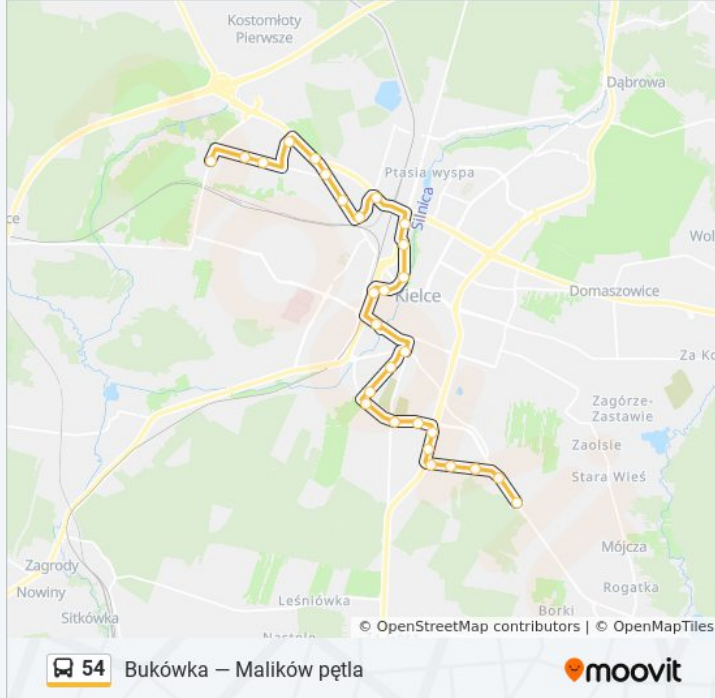 Kostomłoty
Pierwsze
Dąbrowa
Ptasia wyspa
Silnica
ce
Wol
Kielce
Domaszowice
Za Ko
Zagórze-
Zastawie
Zaolsie
Stara Wieś
Mójcza
Zagrody
Rogatka
Nowiny
Leśniówka
Borki
Sitkówka
© OpenStreetMap contributors | © OpenMapTiles
54 Bukówka — Malików pętla
moovit